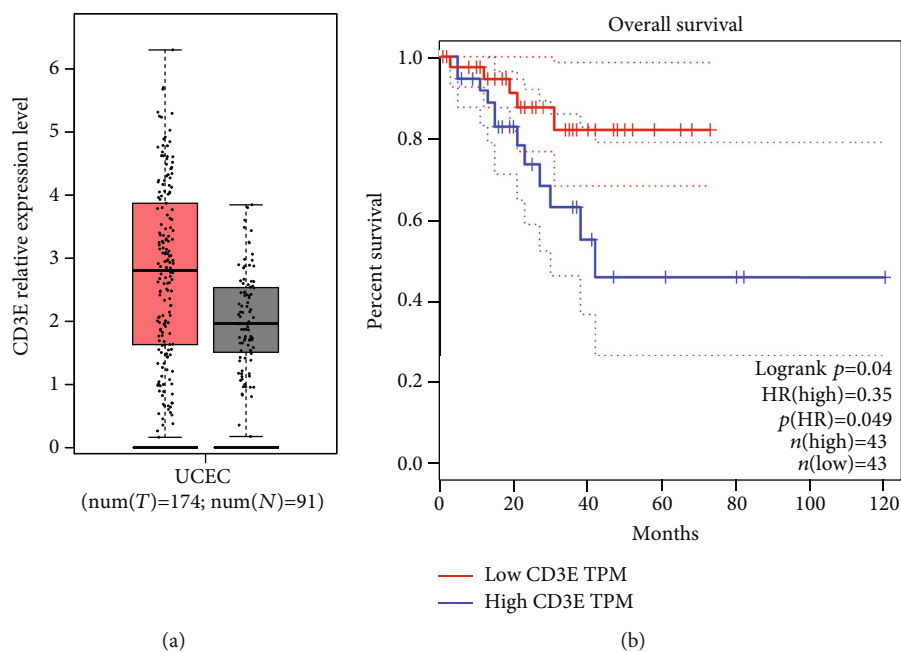 CD3E relative expression level
6
5
4
3
2
1
0
UCEC
(num(T)=174; num(N)=91)
(a)
Overall survival
Percent survival
1.0
0.8
0.6
0.4
0.2
0.0
Logrank p=0.04
HR(high)=0.35
p(HR)=0.049
n(high)=43
n(low)=43
0 20 40 60 80 100 120
Months
Low CD3E TPM
High CD3E TPM
(b)